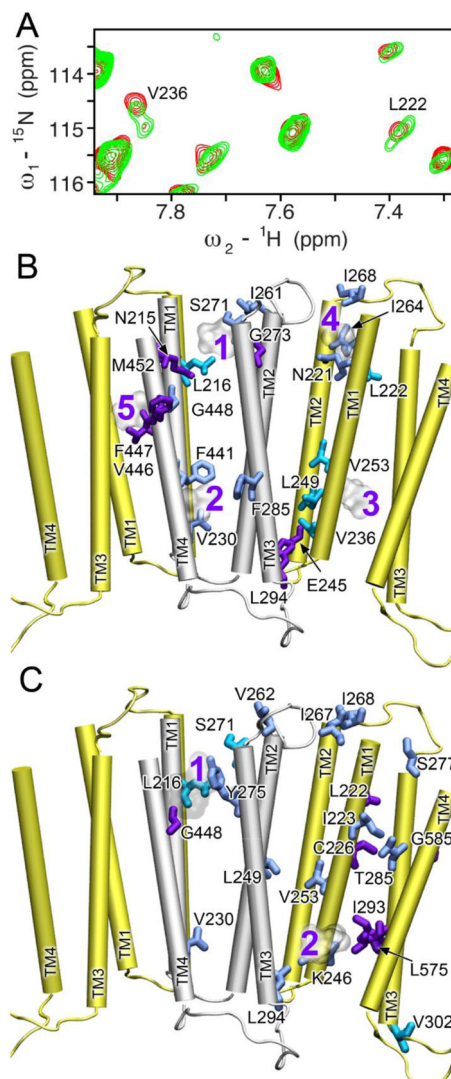 A
V236
L222
114
115
116
ω1 - 15N (ppm)
7.8
7.6
7.4
ω2 - 1H (ppm)
B
I268
S271
I261
4
I264
N215
TM1
1
G273
M452
TM2
N221
L222
TM4
L216
5
G448
TM2
TM1
F447
F441
V253
V446
L249
2
3
F285
V236
TM4
TM3
TM1
TM4
V230
TM3
E245
TM3
L294
C
V262
I267
I268
S271
TM1
TM2
TM2
TM1
S277
L216
1
L222
TM4
Y275
I223
G585
G448
C226
T285
L249
I293
V253
V230
2
TM4
TM3
TM1
TM4
K246
L575
TM3
TM3
L294
V302